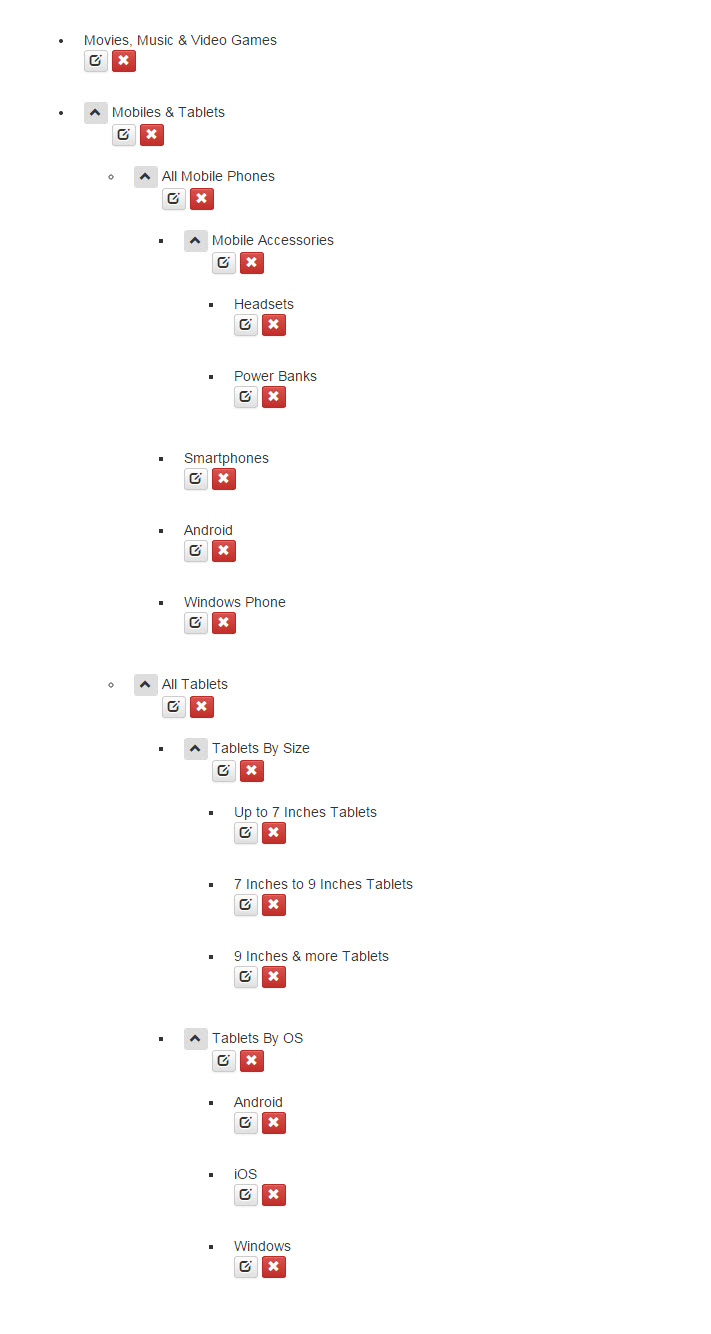 Movies, Music & Video Games
Mobiles & Tablets
All Mobile Phones
Mobile Accessories
Headsets
Power Banks
Smartphones
Android
Windows Phone
All Tablets
Tablets By Size
Up to 7 Inches Tablets
7 Inches to 9 Inches Tablets
9 Inches & more Tablets
Tablets By OS
Android
iOS
Windows